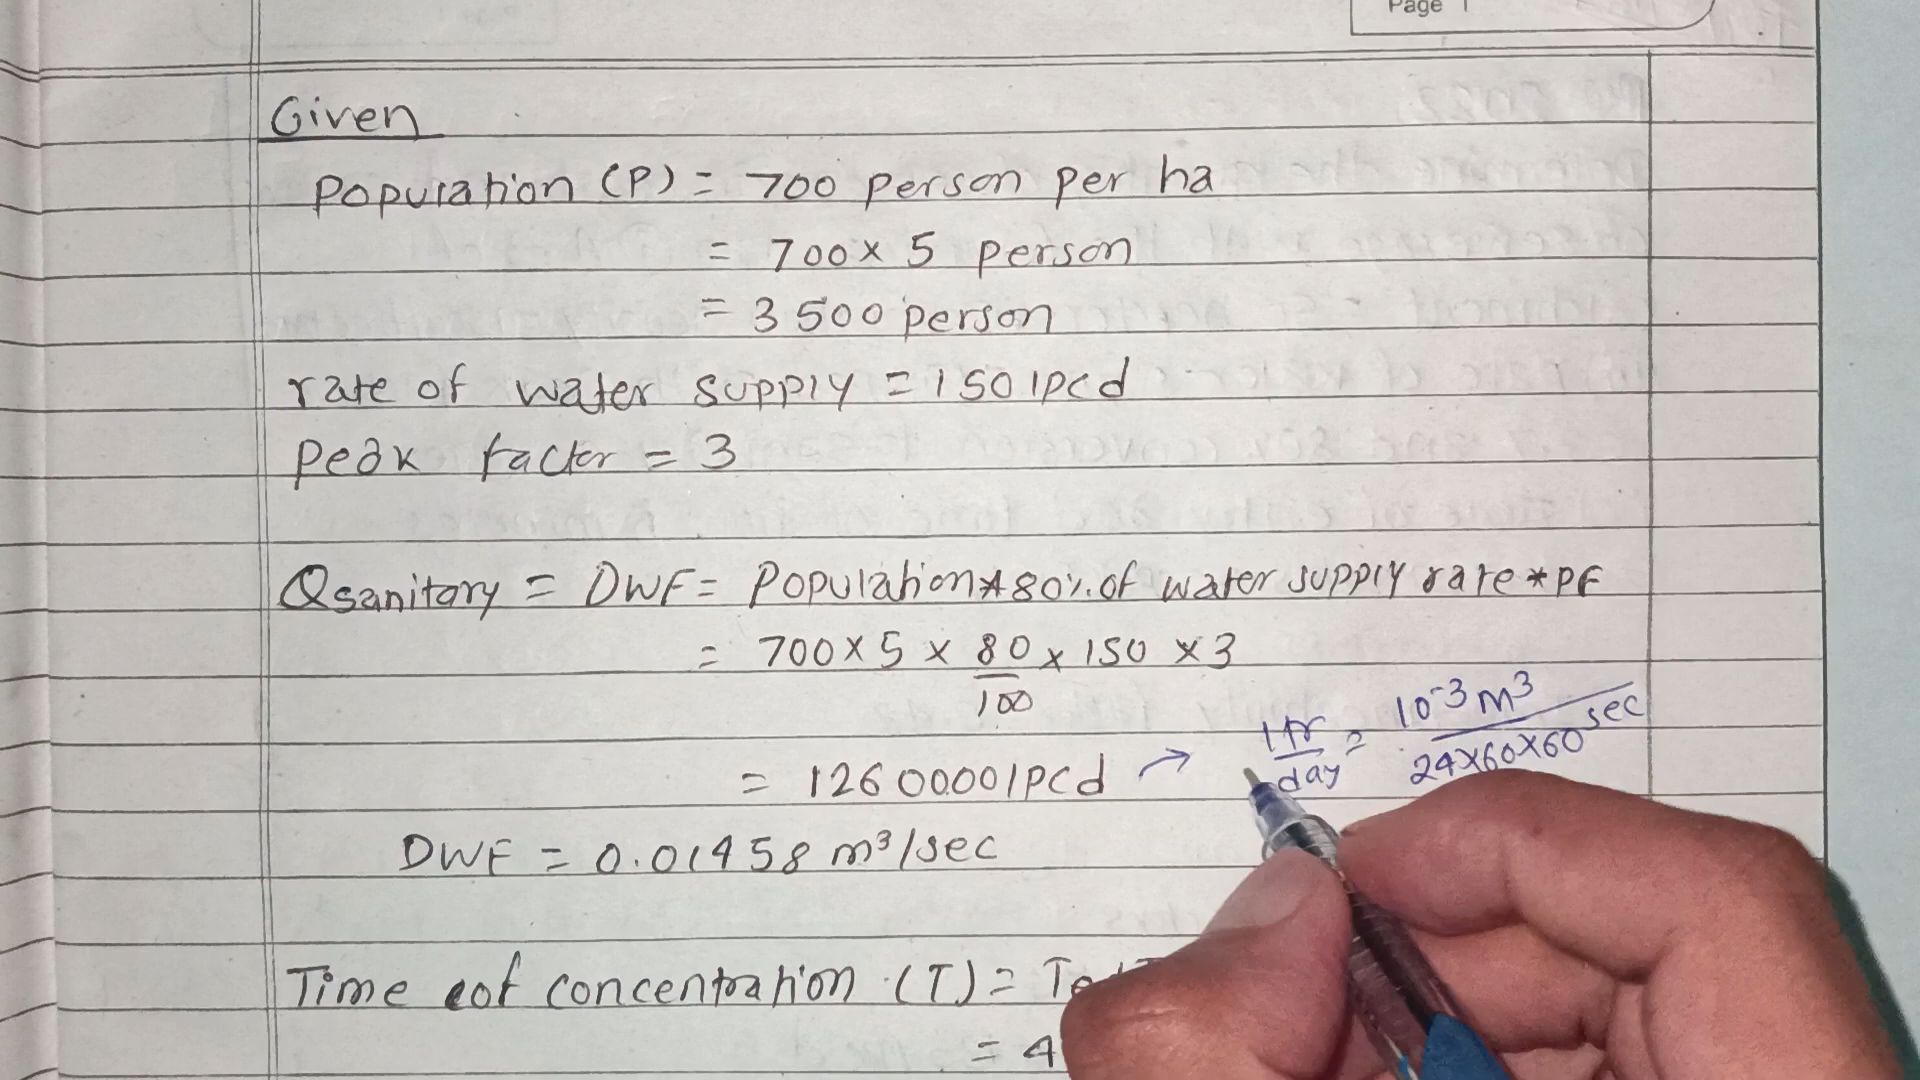 Page 1
Given
Population (P) = 700 person per ha
= 700 × 5 person
= 3500 person
rate of water supply = 150 lpcd
Peak factor = 3
Qsanitary = DWF = Population * 80% of water supply rate * PF
= 700 × 5 × 80/100 × 150 × 3
= 1260000 lpcd → ltr/day = 10⁻³ m³/24×60×60 sec
DWF = 0.01458 m³/sec
Time of concentration (T) =
= 4